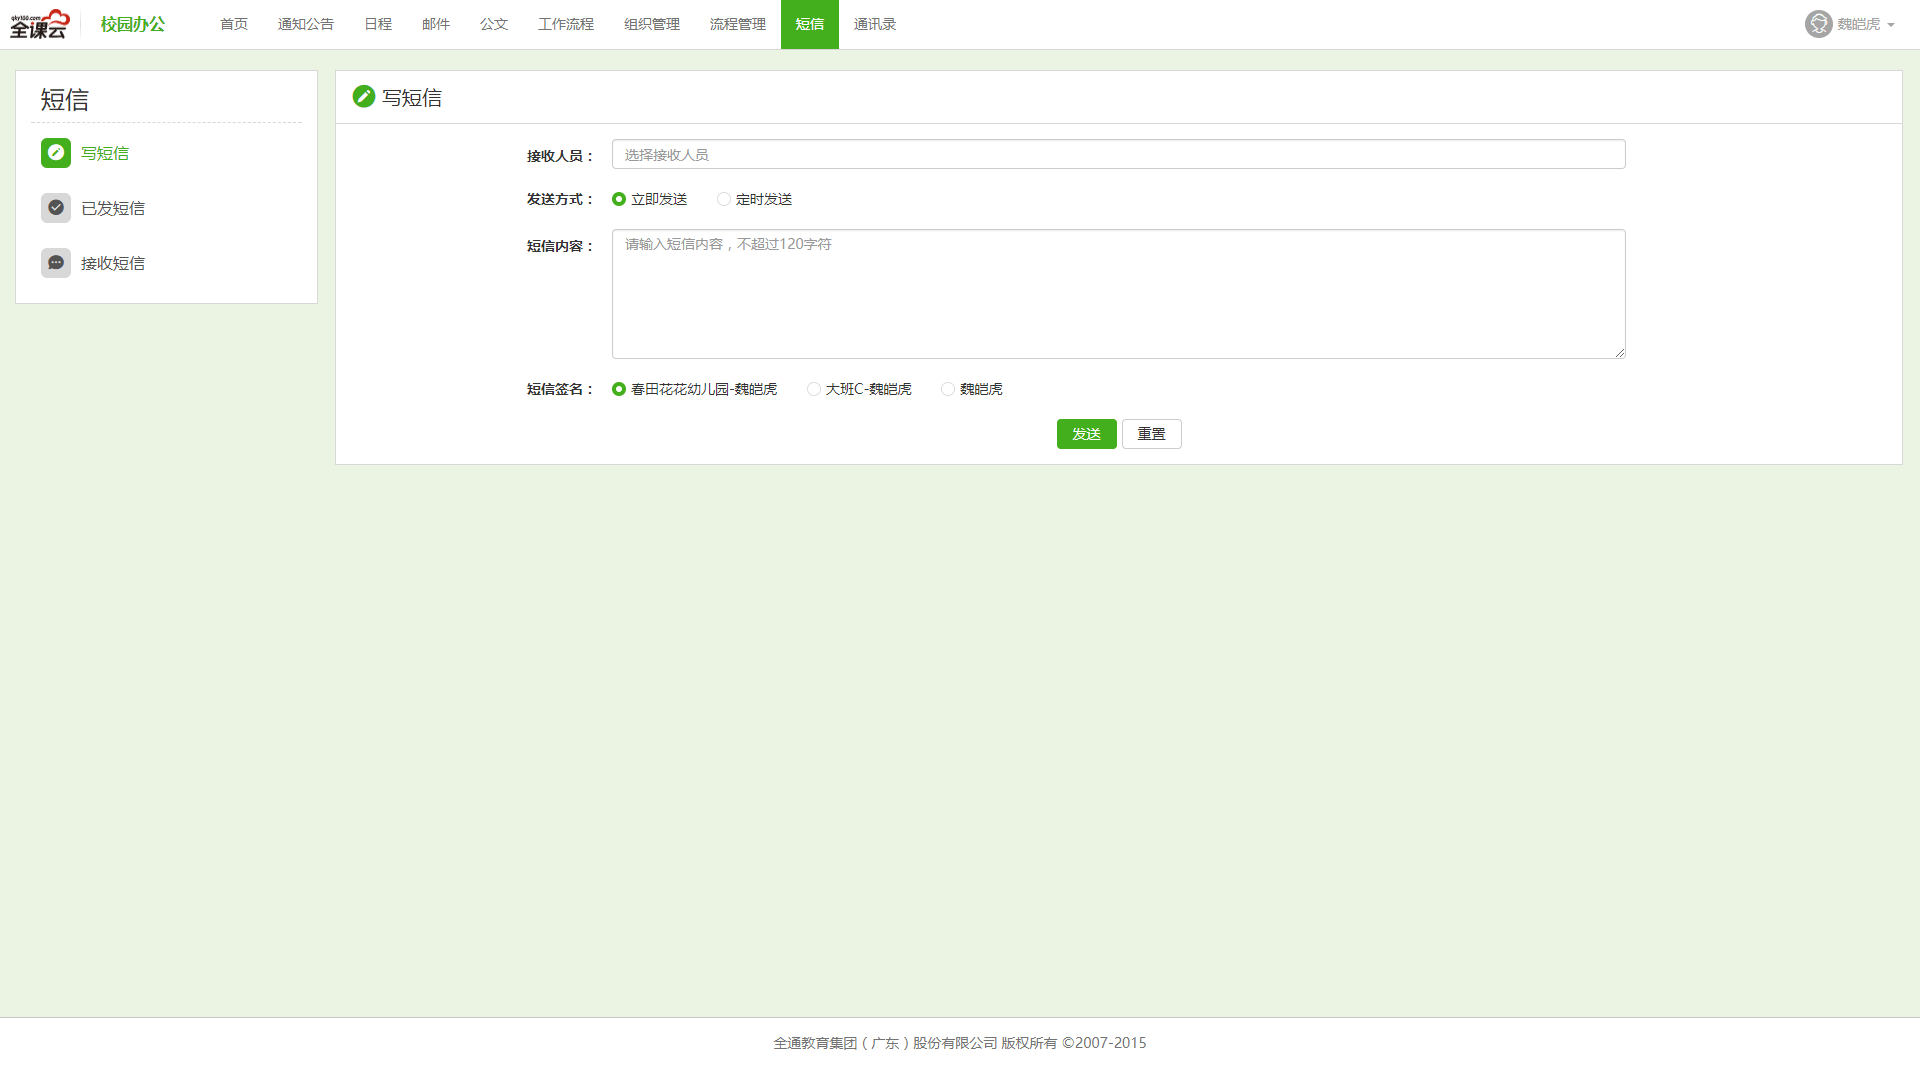 qky100.com
全课云
校园办公 首页 通知公告 日程 邮件 公文 工作流程 组织管理 流程管理 短信 通讯录 魏皑虎
短信
写短信
已发短信
接收短信
写短信
接收人员： 选择接收人员
发送方式： 立即发送 定时发送
短信内容： 请输入短信内容，不超过120字符
短信签名： 春田花花幼儿园-魏皑虎 大班C-魏皑虎 魏皑虎
发送 重置
全通教育集团（广东）股份有限公司 版权所有 ©2007-2015